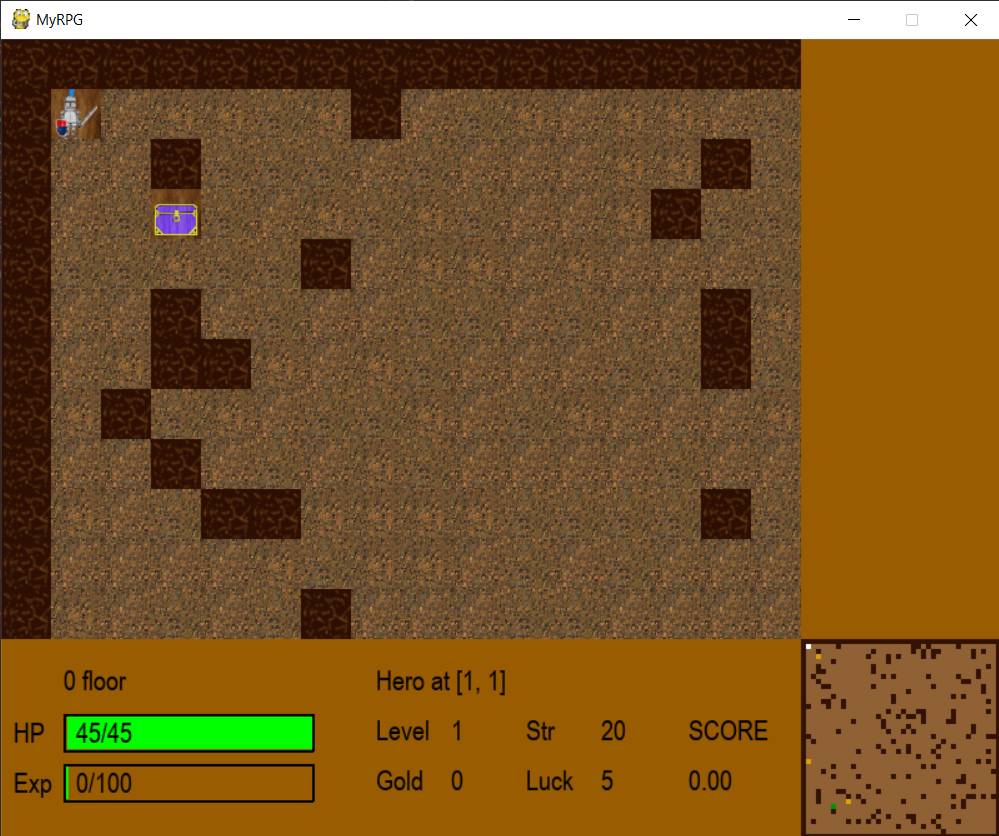 MyRPG
0 floor
Hero at [1, 1]
HP 45/45
Level 1 Str 20 SCORE
Exp 0/100
Gold 0 Luck 5 0.00